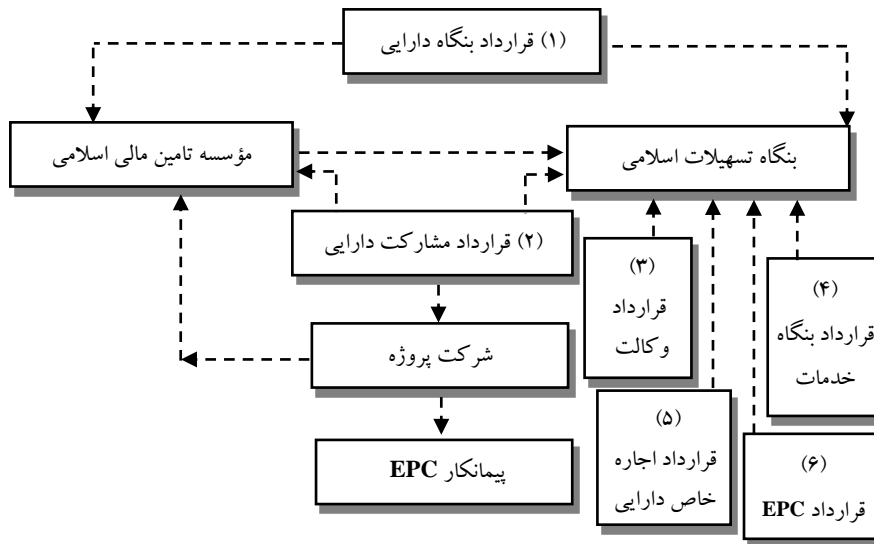 (۱) قرارداد بنگاه دارایی
بنگاه تسهیلات اسلامی
مؤسسه تامین مالی اسلامی
(۲) قرارداد مشارکت دارایی
(۳)
قرارداد
وکالت
(۴)
قرارداد بنگاه
خدمات
شرکت پروژه
(۵)
قرارداد اجاره
خاص دارایی
(۶)
قرارداد EPC
پیمانکار EPC